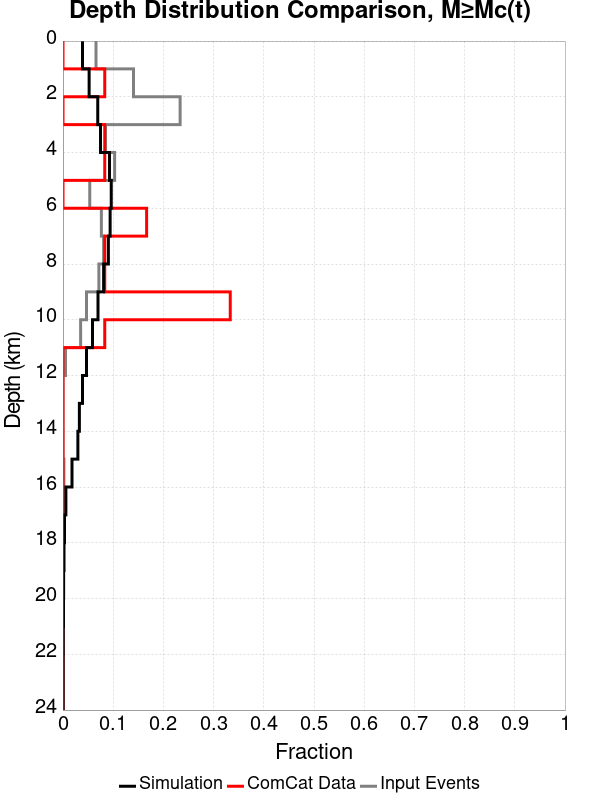 Depth Distribution Comparison, M≥Mc(t)
0
2
4
6
8
10
12
14
16
18
20
22
24
Depth (km)
0 0.1 0.2 0.3 0.4 0.5 0.6 0.7 0.8 0.9 1
Fraction
Simulation ComCat Data Input Events